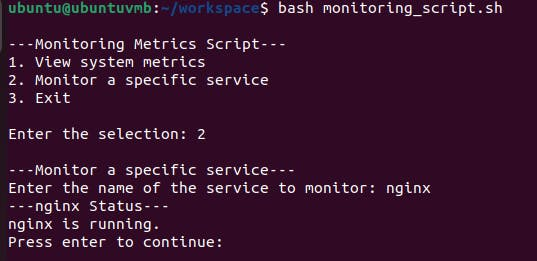 ubuntu@ubuntuvmb:~/workspace$ bash monitoring_script.sh
---Monitoring Metrics Script---
1. View system metrics
2. Monitor a specific service
3. Exit
Enter the selection: 2
---Monitor a specific service---
Enter the name of the service to monitor: nginx
---nginx Status---
nginx is running.
Press enter to continue: